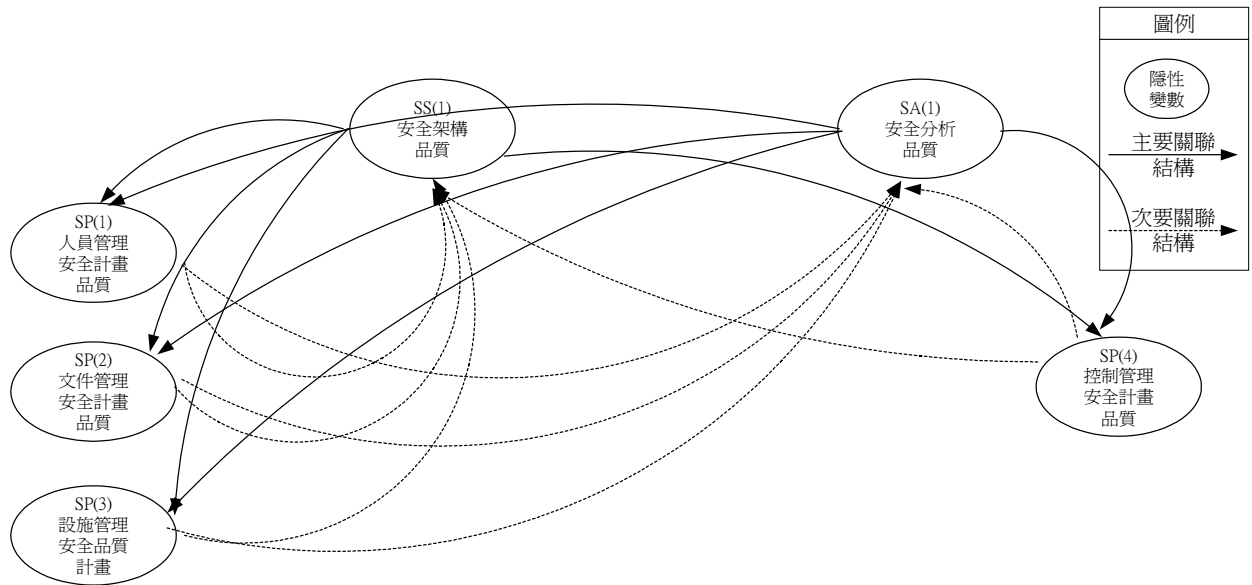 圖例
隱性
變數
主要關聯
結構
次要關聯
結構
SS(1)
安全架構
品質
SA(1)
安全分析
品質
SP(1)
人員管理
安全計畫
品質
SP(2)
文件管理
安全計畫
品質
SP(3)
設施管理
安全品質
計畫
SP(4)
控制管理
安全計畫
品質